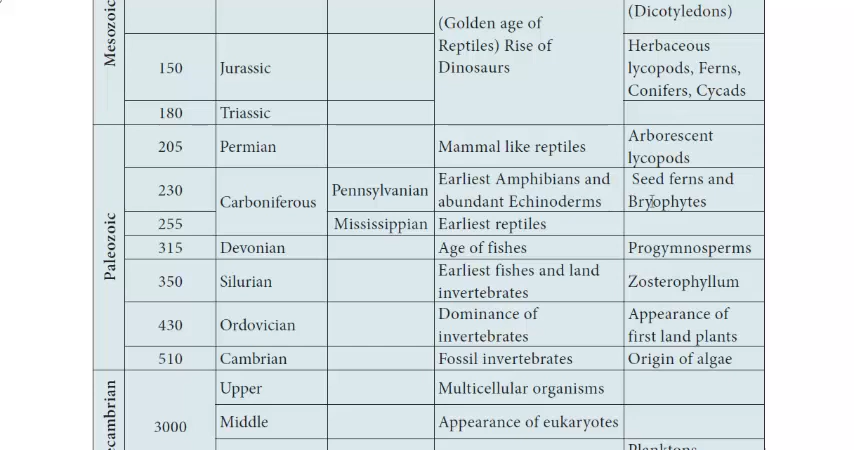 Mesozoic
(Golden age of
Reptiles) Rise of
Dinosaurs
(Dicotyledons)
150
Jurassic
Herbaceous
lycopods, Ferns,
Conifers, Cycads
180
Triassic
Paleozoic
205
Permian
Mammal like reptiles
Arborescent
lycopods
230
Carboniferous
Pennsylvanian
Earliest Amphibians and
abundant Echinoderms
Seed ferns and
Bryophytes
255
Mississippian
Earliest reptiles
315
Devonian
Age of fishes
Progymnosperms
350
Silurian
Earliest fishes and land
invertebrates
Zosterophyllum
430
Ordovician
Dominance of
invertebrates
Appearance of
first land plants
510
Cambrian
Fossil invertebrates
Origin of algae
3000
Upper
Multicellular organisms
Middle
Appearance of eukaryotes
Planktons